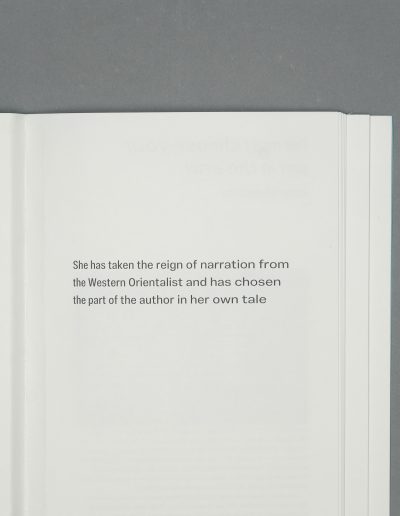 She has taken the reign of narration from
the Western Orientalist and has chosen
the part of the author in her own tale